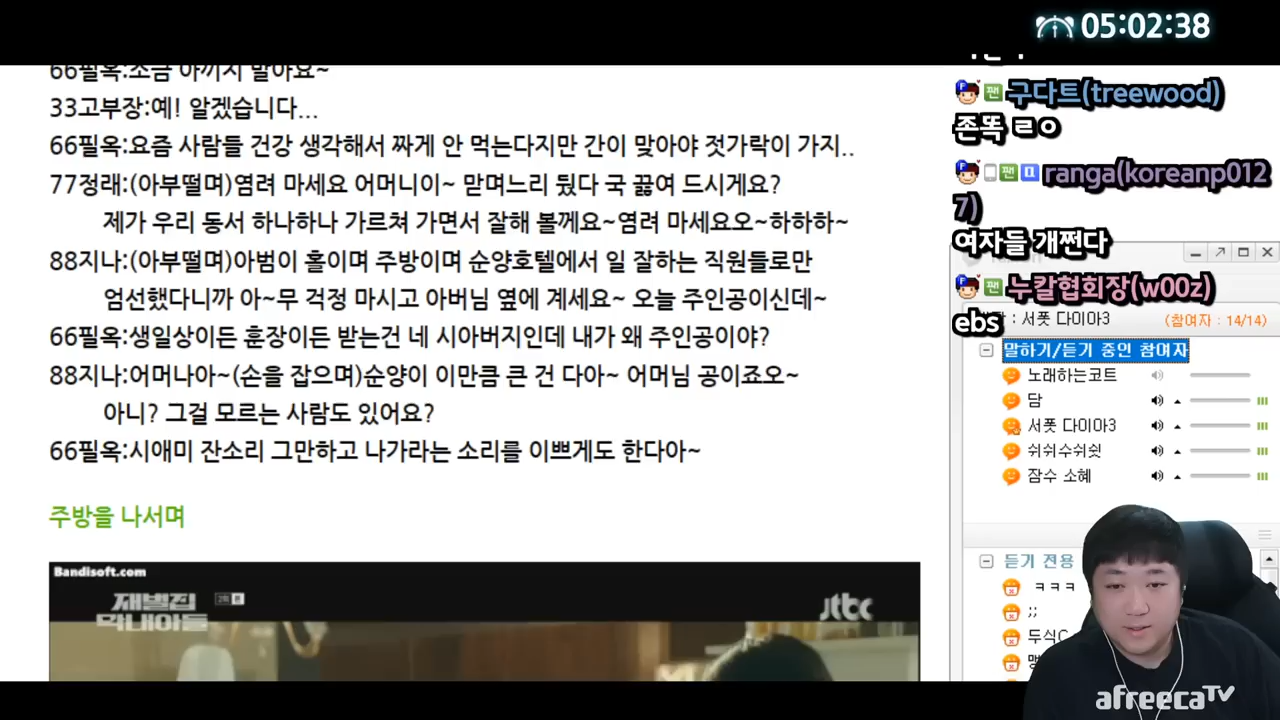 05:02:38
66필옥:소금 아끼지 말아요~
33고부장:예! 알겠습니다...
66필옥:요즘 사람들 건강 생각해서 짜게 안 먹는다지만 간이 맞아야 젓가락이 가지..
77정래:(아부떨며)염려 마세요 어머니이~ 맏며느리 뒀다 국 끓여 드시게요?
제가 우리 동서 하나하나 가르쳐 가면서 잘해 볼께요~염려 마세요오~하하하~
88지나:(아부떨며)아범이 홀이며 주방이며 순양호텔에서 일 잘하는 직원들로만
엄선했다니까 아~무 걱정 마시고 아버님 옆에 계세요~ 오늘 주인공이신데~
66필옥:생일상이든 훈장이든 받는건 네 시아버지인데 내가 왜 주인공이야?
88지나:어머나아~(손을 잡으며)순양이 이만큼 큰 건 다아~ 어머님 공이죠오~
아니? 그걸 모르는 사람도 있어요?
66필옥:시애미 잔소리 그만하고 나가라는 소리를 이쁘게도 한다아~
주방을 나서며
Bandisoft.com
재벌집
막내아들
jtbc
구다트(treewood)
존똑 ㄹㅇ
ranga(koreanp012
7)
여자들 개쩐다
누칼협회장(w00z)
ebs
: 서폿 다이아3
(참여자 : 14/14)
말하기/듣기 중인 참여자
노래하는코트
담
서폿 다이아3
쉬쉬수쉬쉿
잠수 소혜
듣기 전용
ㅋㅋㅋ
;;
두식
afreecaTV